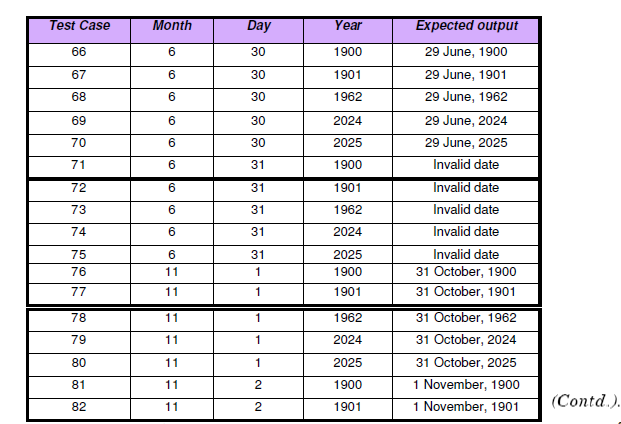 Test Case Month Day Year Expected output
66 6 30 1900 29 June, 1900
67 6 30 1901 29 June, 1901
68 6 30 1962 29 June, 1962
69 6 30 2024 29 June, 2024
70 6 30 2025 29 June, 2025
71 6 31 1900 Invalid date
72 6 31 1901 Invalid date
73 6 31 1962 Invalid date
74 6 31 2024 Invalid date
75 6 31 2025 Invalid date
76 11 1 1900 31 October, 1900
77 11 1 1901 31 October, 1901
78 11 1 1962 31 October, 1962
79 11 1 2024 31 October, 2024
80 11 1 2025 31 October, 2025
81 11 2 1900 1 November, 1900
82 11 2 1901 1 November, 1901
(Contd.).